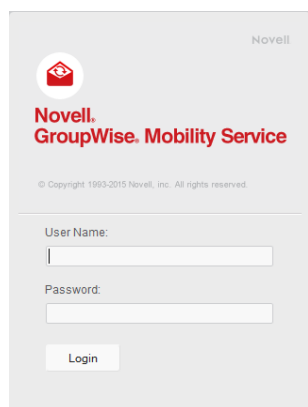 Novell
Novell.
GroupWise. Mobility Service
© Copyright 1993-2015 Novell, inc. All rights reserved.
User Name:
Password:
Login